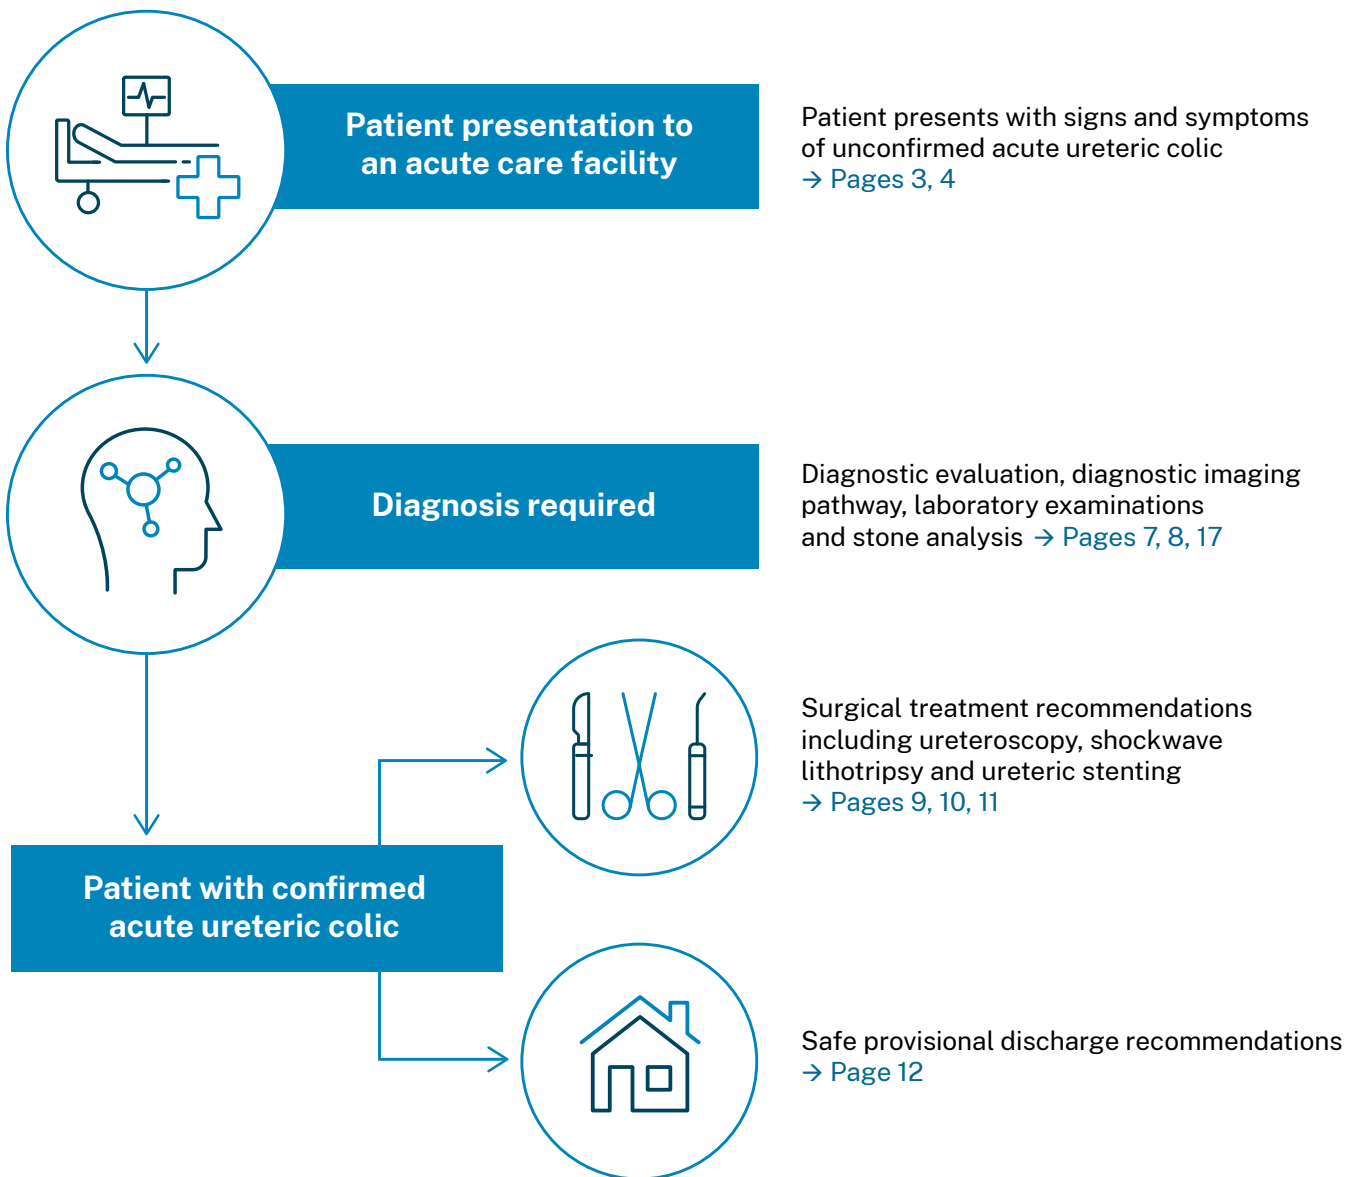 Patient presentation to
an acute care facility
Patient presents with signs and symptoms
of unconfirmed acute ureteric colic
→ Pages 3, 4
Diagnosis required
Diagnostic evaluation, diagnostic imaging
pathway, laboratory examinations
and stone analysis → Pages 7, 8, 17
Surgical treatment recommendations
including ureteroscopy, shockwave
lithotripsy and ureteric stenting
→ Pages 9, 10, 11
Patient with confirmed
acute ureteric colic
Safe provisional discharge recommendations
→ Page 12